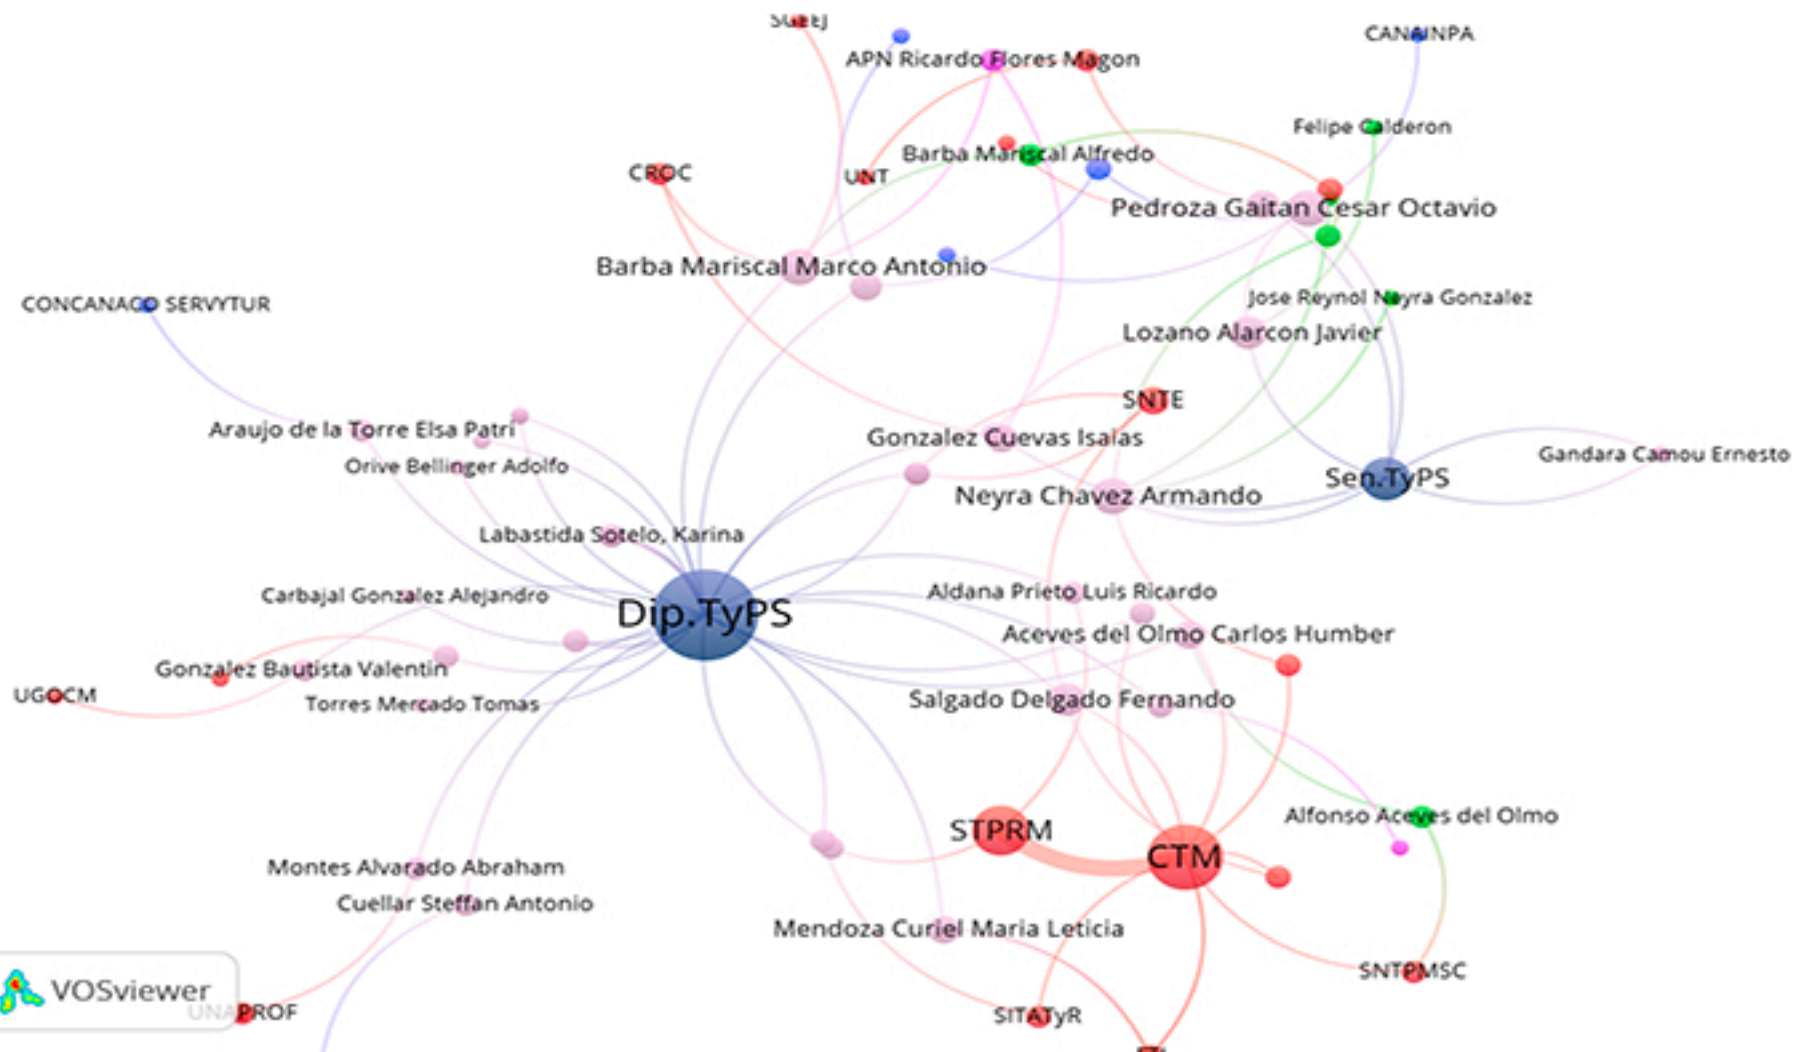 CANAINPA
APN Ricardo Flores Magon
Felipe Calderon
Barba Mariscal Alfredo
CROC
UNT
Pedroza Gaitan Cesar Octavio
Barba Mariscal Marco Antonio
CONCANACO SERVYTUR
Jose Reynol Neyra Gonzalez
Lozano Alarcon Javier
SNTE
Araujo de la Torre Elsa Patri
Gonzalez Cuevas Isaias
Orive Bellinger Adolfo
Gandara Camou Ernesto
Sen.TyPS
Neyra Chavez Armando
Labastida Sotelo, Karina
Carbajal Gonzalez Alejandro
Aldana Prieto Luis Ricardo
Dip.TyPS
Aceves del Olmo Carlos Humber
Gonzalez Bautista Valentin
UGOCM
Torres Mercado Tomas
Salgado Delgado Fernando
Alfonso Aceves del Olmo
STPRM
CTM
Montes Alvarado Abraham
Cuellar Steffan Antonio
Mendoza Curiel Maria Leticia
SNTPMSC
VOSviewer
UNAPROF
SITATyR